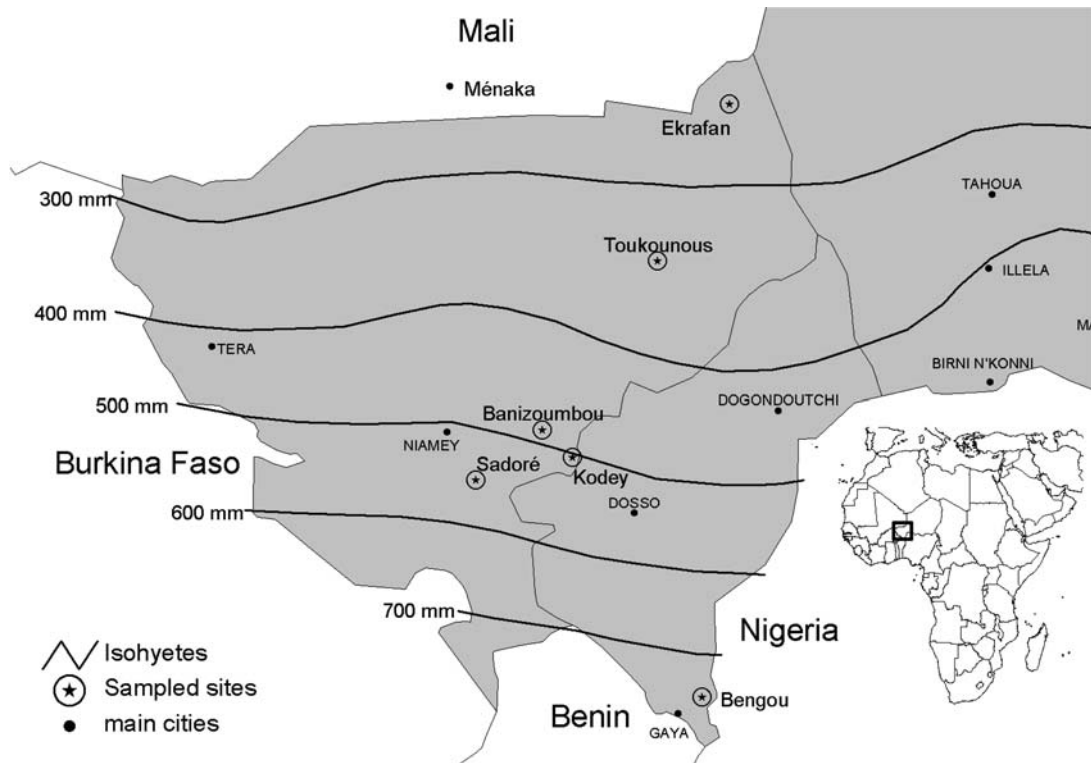 Mali
Ménaka
Ekrafan
300 mm
TAHOUA
Toukounous
ILLELA
400 mm
MA
TERA
BIRNI N'KONNI
500 mm
Banizoumbou
DOGONDOUTCHI
NIAMEY
Burkina Faso
Sadoré
Kodey
600 mm
DOSSO
700 mm
Nigeria
Isohyetes
Sampled sites
main cities
Benin
Bengou
GAYA